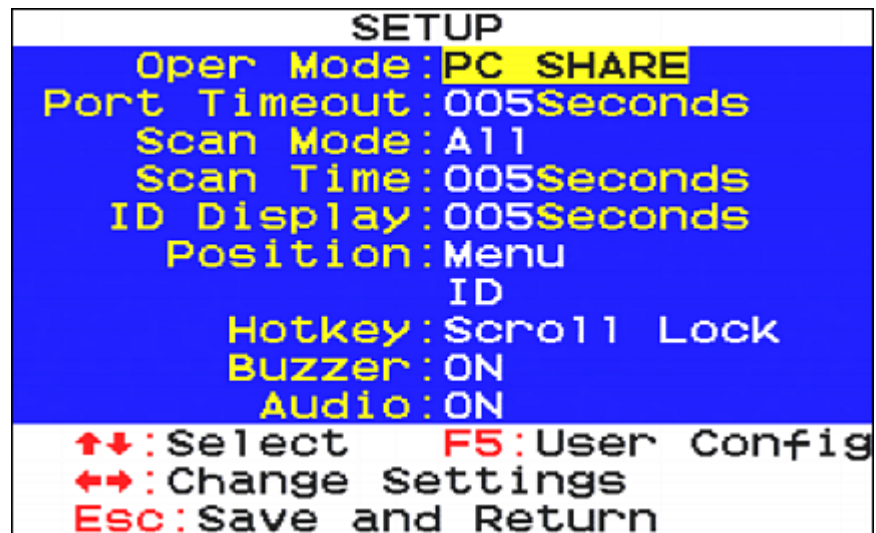 SETUP
Oper Mode:PC SHARE
Port Timeout:005Seconds
Scan Mode:All
Scan Time:005Seconds
ID Display:005Seconds
Position:Menu
ID
Hotkey:Scroll Lock
Buzzer:ON
Audio:ON
↑↓:Select F5:User Config
←→:Change Settings
Esc:Save and Return